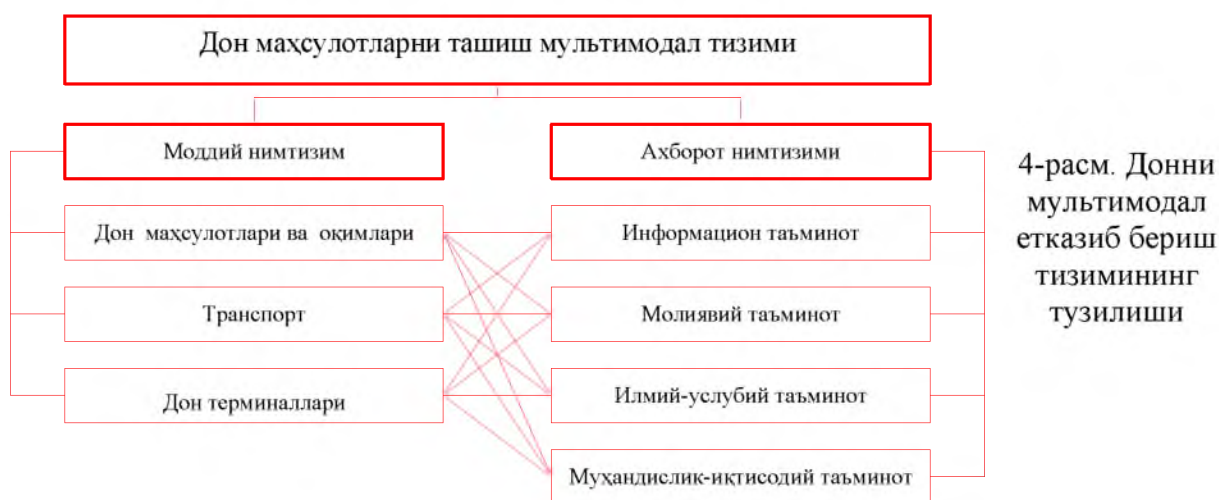 Дон маҳсулотларни ташиш мультимодал тизими
Моддий нимтизим
Ахборот нимтизими
Дон маҳсулотлари ва оқимлари
Информацион таъминот
Транспорт
Молиявий таъминот
Дон терминаллари
Илмий-услубий таъминот
Муҳандислик-иқтисодий таъминот
4-расм. Донни
мультимодал
етказиб бериш
тизимининг
тузилиши